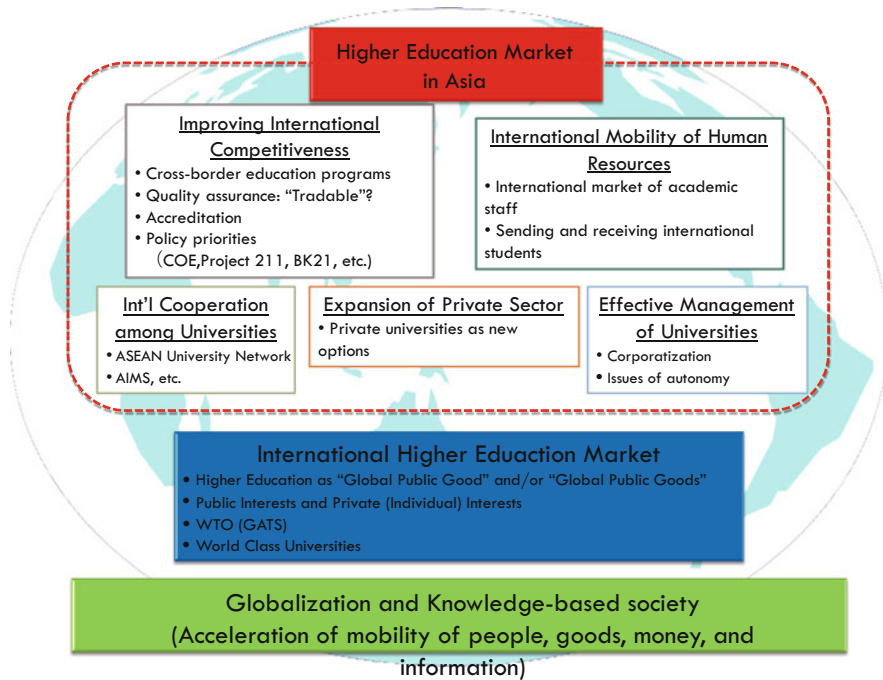 Higher Education Market
in Asia
Improving International
Competitiveness
• Cross-border education programs
• Quality assurance: “Tradable”?
• Accreditation
• Policy priorities
（COE,Project 211, BK21, etc.)
International Mobility of Human
Resources
• International market of academic
staff
• Sending and receiving international
students
Int'l Cooperation
among Universities
• ASEAN University Network
• AIMS, etc.
Expansion of Private Sector
• Private universities as new
options
Effective Management
of Universities
• Corporatization
• Issues of autonomy
International Higher Eduaction Market
• Higher Education as “Global Public Good” and/or “Global Public Goods”
• Public Interests and Private (Individual) Interests
• WTO (GATS)
• World Class Universities
Globalization and Knowledge-based society
(Acceleration of mobility of people, goods, money, and
information)